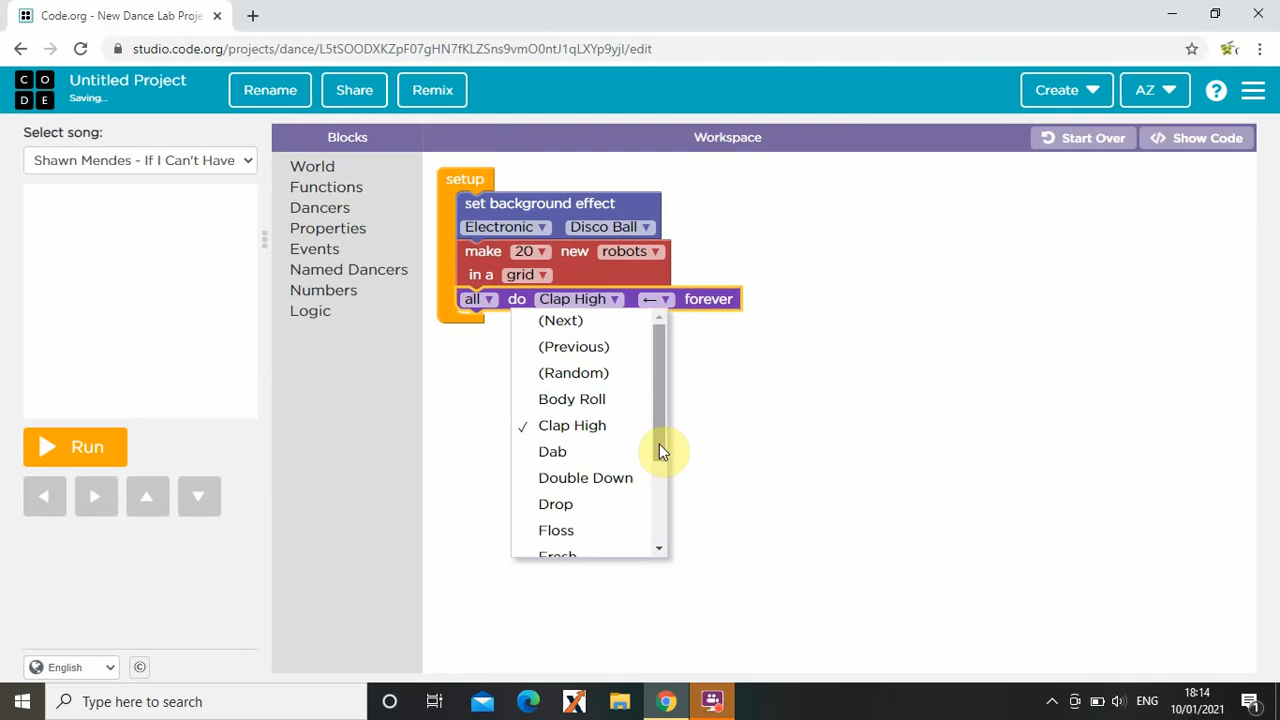 Code.org - New Dance Lab Proje
studio.code.org/projects/dance/L5tSOODXKZpF07gHN7fKLZSns9vmO0ntJ1qLXYp9yjI/edit
CODE
Untitled Project
Saving...
Rename
Share
Remix
Create
AZ
?
Select song:
Shawn Mendes - If I Can't Have
Blocks
Workspace
Start Over
Show Code
World
Functions
Dancers
Properties
Events
Named Dancers
Numbers
Logic
setup
set background effect
Electronic Disco Ball
make 20 new robots
in a grid
all do Clap High ← forever
(Next)
(Previous)
(Random)
Body Roll
✓ Clap High
Dab
Double Down
Drop
Floss
Fresh
Run
English
©
Type here to search
ENG
18:14
10/01/2021